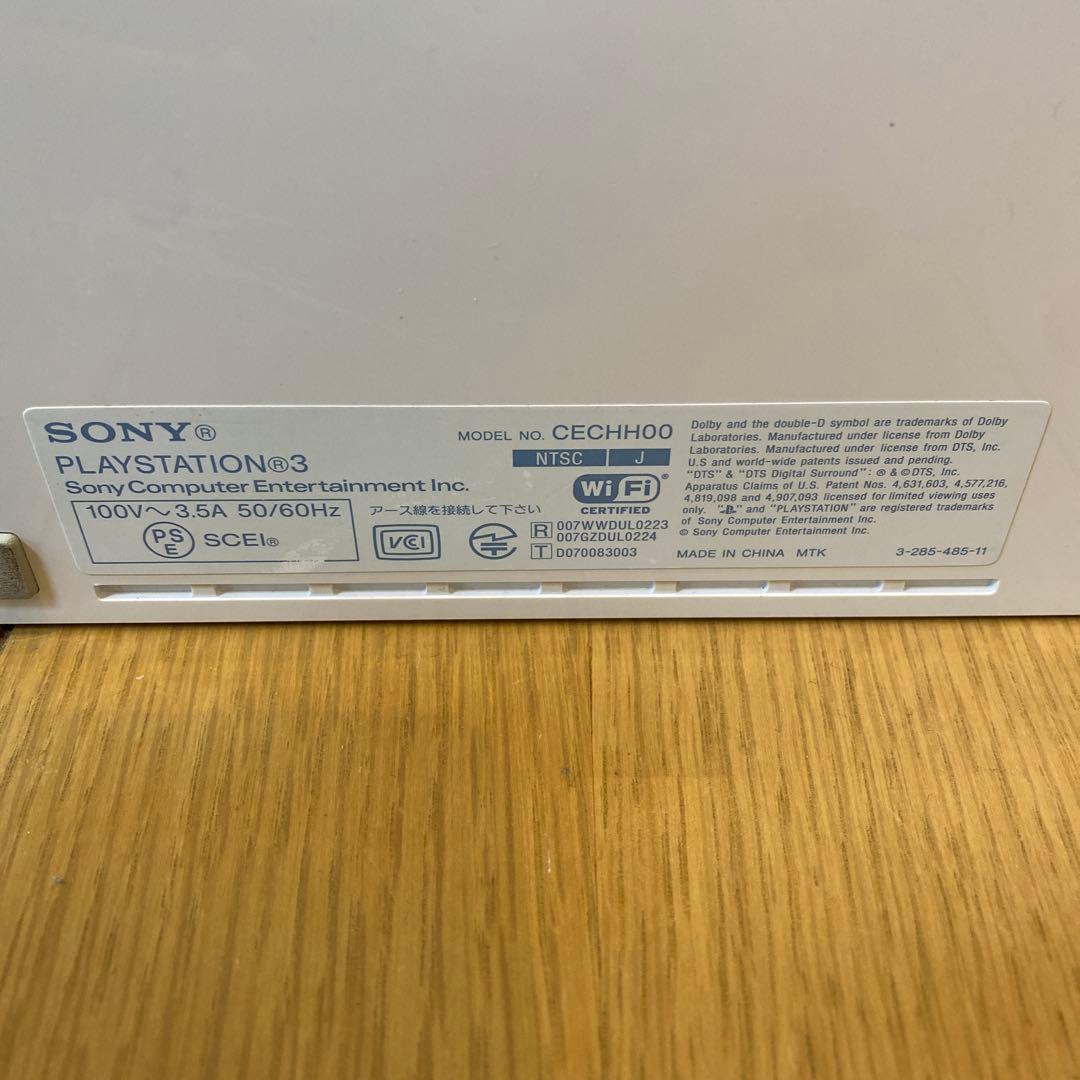 SONY®
PLAYSTATION®3
Sony Computer Entertainment Inc.
100V～ 3.5A 50/60Hz
PS
E
SCEI®
MODEL NO. CECHH00
NTSC J
アース線を接続して下さい
Wi Fi®
CERTIFIED
VCCI
R 007WWDUL0223
007GZDUL0224
T D070083003
Dolby and the double-D symbol are trademarks of Dolby
Laboratories. Manufactured under license from Dolby
Laboratories. Manufactured under license from DTS, Inc.
U.S and world-wide patents issued and pending.
"DTS" & "DTS Digital Surround": ® & ©DTS, Inc.
Apparatus Claims of U.S. Patent Nos. 4,631,603, 4,577,216,
4,819,098 and 4,907,093 licensed for limited viewing uses
only. " " and "PLAYSTATION" are registered trademarks
of Sony Computer Entertainment Inc.
© Sony Computer Entertainment Inc.
MADE IN CHINA MTK 3-285-485-11